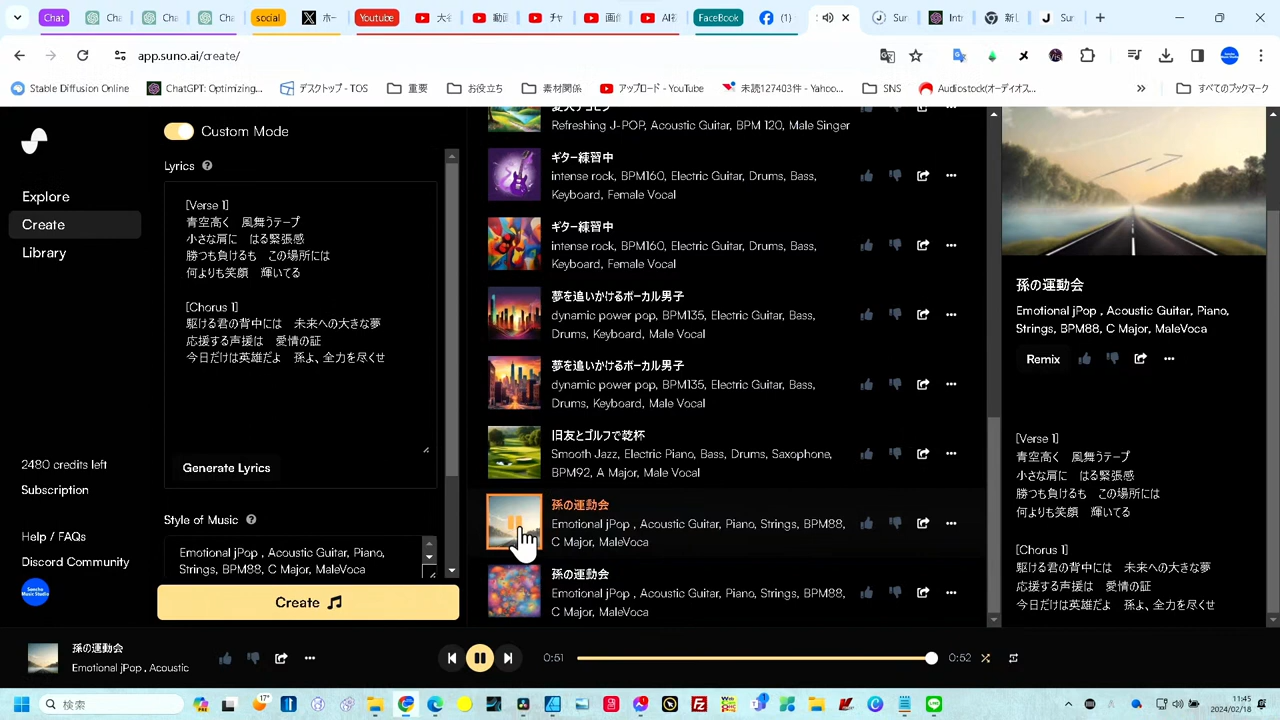 Chat
social
Youtube
FaceBook
(1)
app.suno.ai/create/
Stable Diffusion Online
ChatGPT: Optimizing...
デスクトップ - TOS
重要
お役立ち
素材関係
アップロード - YouTube
未読127403件 - Yahoo...
SNS
Audiostock(オーディオス...
»
すべてのブックマーク
Explore
Create
Library
2480 credits left
Subscription
Help / FAQs
Discord Community
Custom Mode
Lyrics
[Verse 1]
青空高く 風舞うテープ
小さな肩に はる緊張感
勝つも負けるも この場所には
何よりも笑顔 輝いてる
[Chorus 1]
駆ける君の背中には 未来への大きな夢
応援する声援は 愛情の証
今日だけは英雄だよ 孫よ、全力を尽くせ
Generate Lyrics
Style of Music
Emotional jPop , Acoustic Guitar, Piano,
Strings, BPM88, C Major, MaleVoca
Create
Refreshing J-POP, Acoustic Guitar, BPM 120, Male Singer
ギター練習中
intense rock, BPM160, Electric Guitar, Drums, Bass,
Keyboard, Female Vocal
ギター練習中
intense rock, BPM160, Electric Guitar, Drums, Bass,
Keyboard, Female Vocal
夢を追いかけるボーカル男子
dynamic power pop, BPM135, Electric Guitar, Bass,
Drums, Keyboard, Male Vocal
夢を追いかけるボーカル男子
dynamic power pop, BPM135, Electric Guitar, Bass,
Drums, Keyboard, Male Vocal
旧友とゴルフで乾杯
Smooth Jazz, Electric Piano, Bass, Drums, Saxophone,
BPM92, A Major, Male Vocal
孫の運動会
Emotional jPop , Acoustic Guitar, Piano, Strings, BPM88,
C Major, MaleVoca
孫の運動会
Emotional jPop , Acoustic Guitar, Piano, Strings, BPM88,
C Major, MaleVoca
孫の運動会
Emotional jPop , Acoustic Guitar, Piano,
Strings, BPM88, C Major, MaleVoca
Remix
[Verse 1]
青空高く 風舞うテープ
小さな肩に はる緊張感
勝つも負けるも この場所には
何よりも笑顔 輝いてる
[Chorus 1]
駆ける君の背中には 未来への大きな夢
応援する声援は 愛情の証
今日だけは英雄だよ 孫よ、全力を尽くせ
孫の運動会
Emotional jPop , Acoustic
0:51
0:52
検索
17°
11:45
2024/02/18